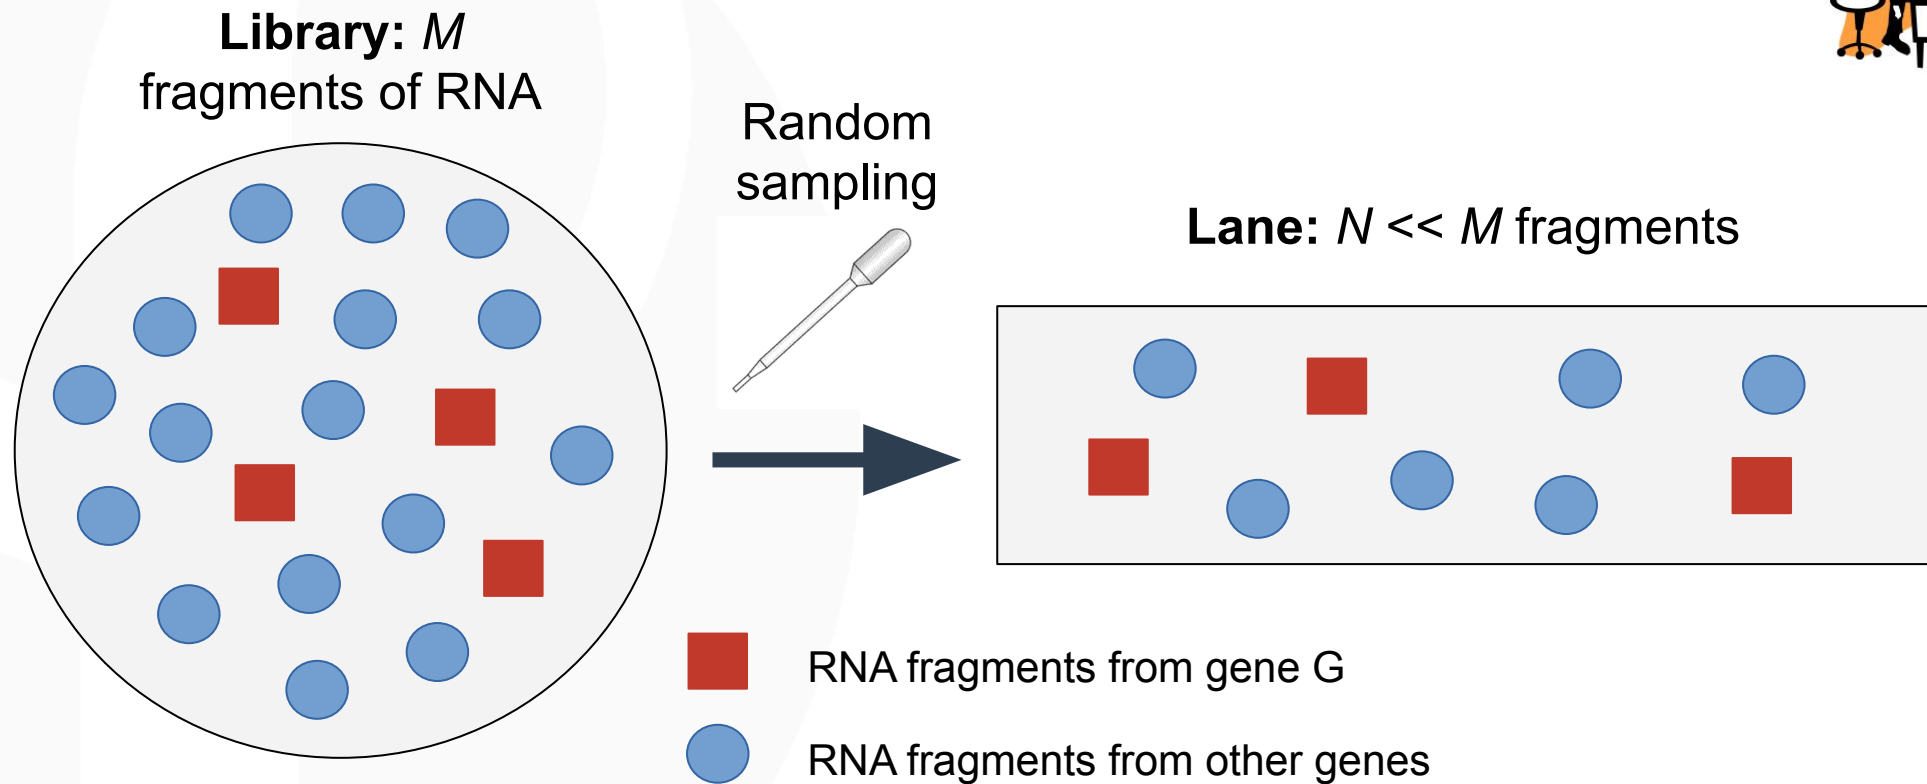 Library: M
fragments of RNA
Random
sampling
Lane: N << M fragments
RNA fragments from gene G
RNA fragments from other genes